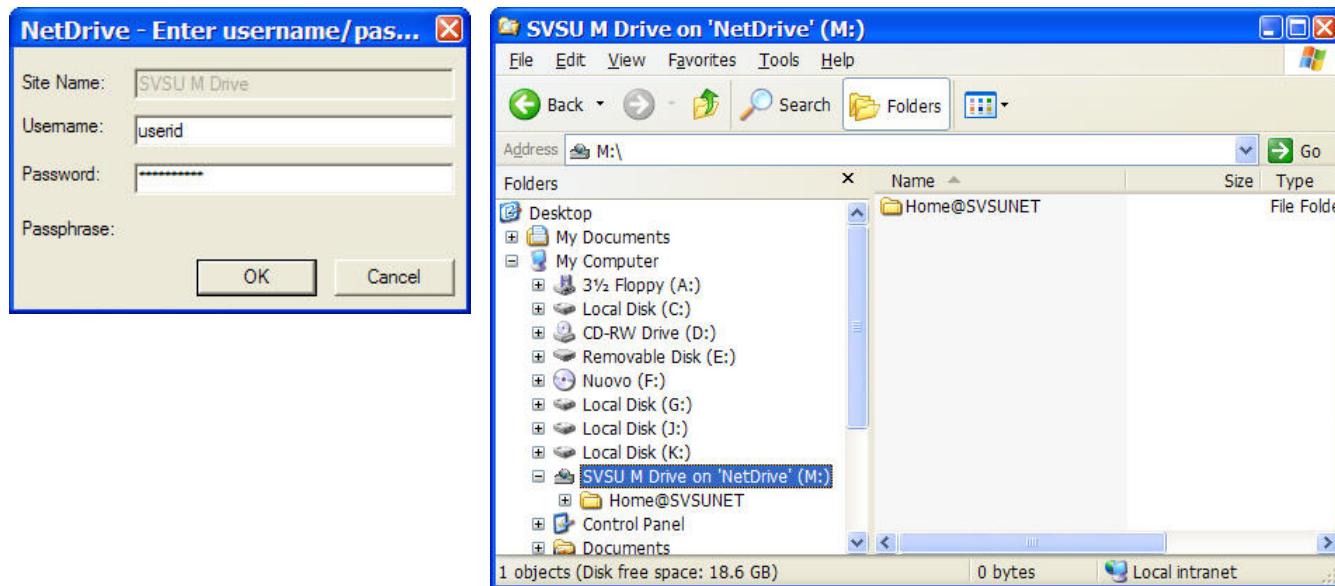 NetDrive - Enter username/pas...
Site Name: SVSU M Drive
Username: userid
Password: **********
Passphrase:
OK Cancel
SVSU M Drive on 'NetDrive' (M:)
File Edit View Favorites Tools Help
Back Search Folders
Address M:\ Go
Folders × Name Size Type
Desktop
Home@SVSUNET File Folde
My Documents
My Computer
3½ Floppy (A:)
Local Disk (C:)
CD-RW Drive (D:)
Removable Disk (E:)
Nuovo (F:)
Local Disk (G:)
Local Disk (J:)
Local Disk (K:)
SVSU M Drive on 'NetDrive' (M:)
Home@SVSUNET
Control Panel
Documents
1 objects (Disk free space: 18.6 GB) 0 bytes Local intranet